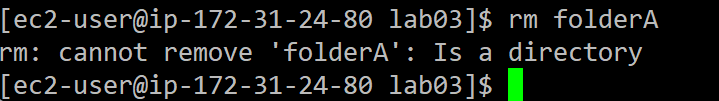 [ec2-user@ip-172-31-24-80 lab03]$ rm folderA
rm: cannot remove 'folderA': Is a directory
[ec2-user@ip-172-31-24-80 lab03]$